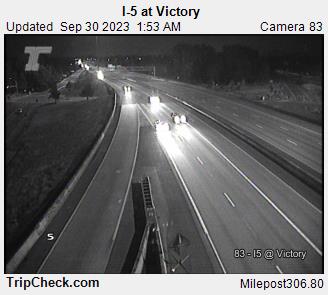 I-5 at Victory
Updated Sep 30 2023 1:53 AM Camera 83
T
S
83 - I5 @ Victory
TripCheck.com Milepost306.80